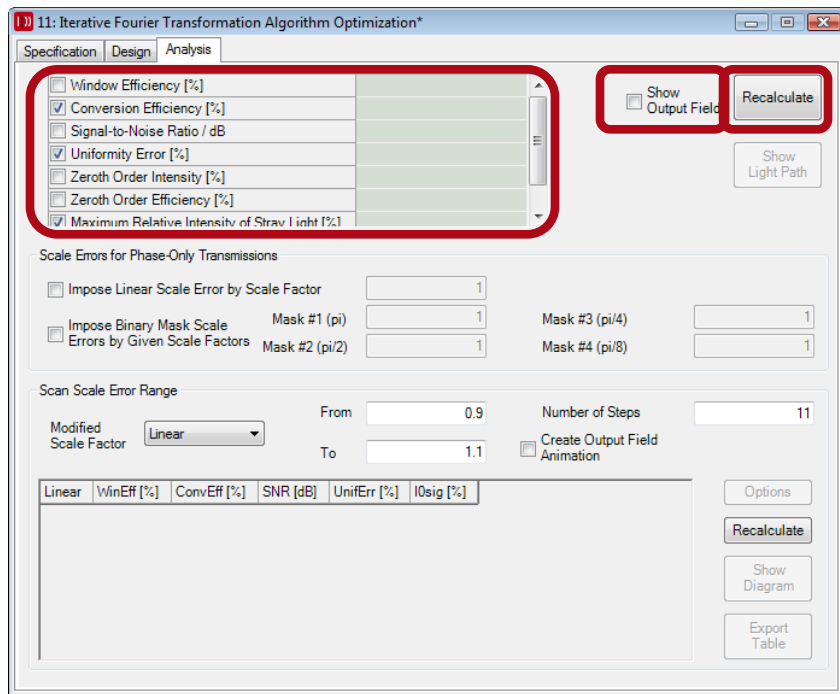 11: Iterative Fourier Transformation Algorithm Optimization*
Specification Design Analysis
Window Efficiency [%]
Conversion Efficiency [%]
Signal-to-Noise Ratio / dB
Uniformity Error [%]
Zeroth Order Intensity [%]
Zeroth Order Efficiency [%]
Maximum Relative Intensity of Stray Light [%]
Show
Output Field
Recalculate
Show
Light Path
Scale Errors for Phase-Only Transmissions
Impose Linear Scale Error by Scale Factor 1
Impose Binary Mask Scale
Errors by Given Scale Factors
Mask #1 (pi) 1
Mask #3 (pi/4) 1
Mask #2 (pi/2) 1
Mask #4 (pi/8) 1
Scan Scale Error Range
Modified
Scale Factor
Linear
From 0.9
Number of Steps 11
To 1.1
Create Output Field
Animation
Linear WinEff [%] ConvEff [%] SNR [dB] UnifErr [%] I0sig [%]
Options
Recalculate
Show
Diagram
Export
Table